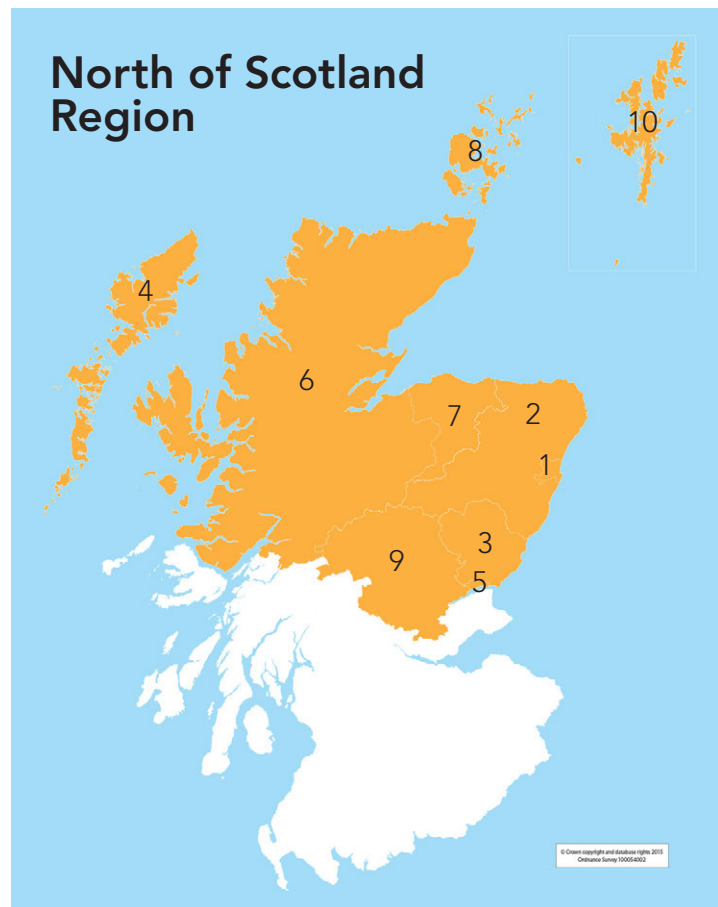 North of Scotland
Region
10
8
4
6
7
2
1
3
9
5
© Crown copyright and database rights 2015
Ordnance Survey 100054002